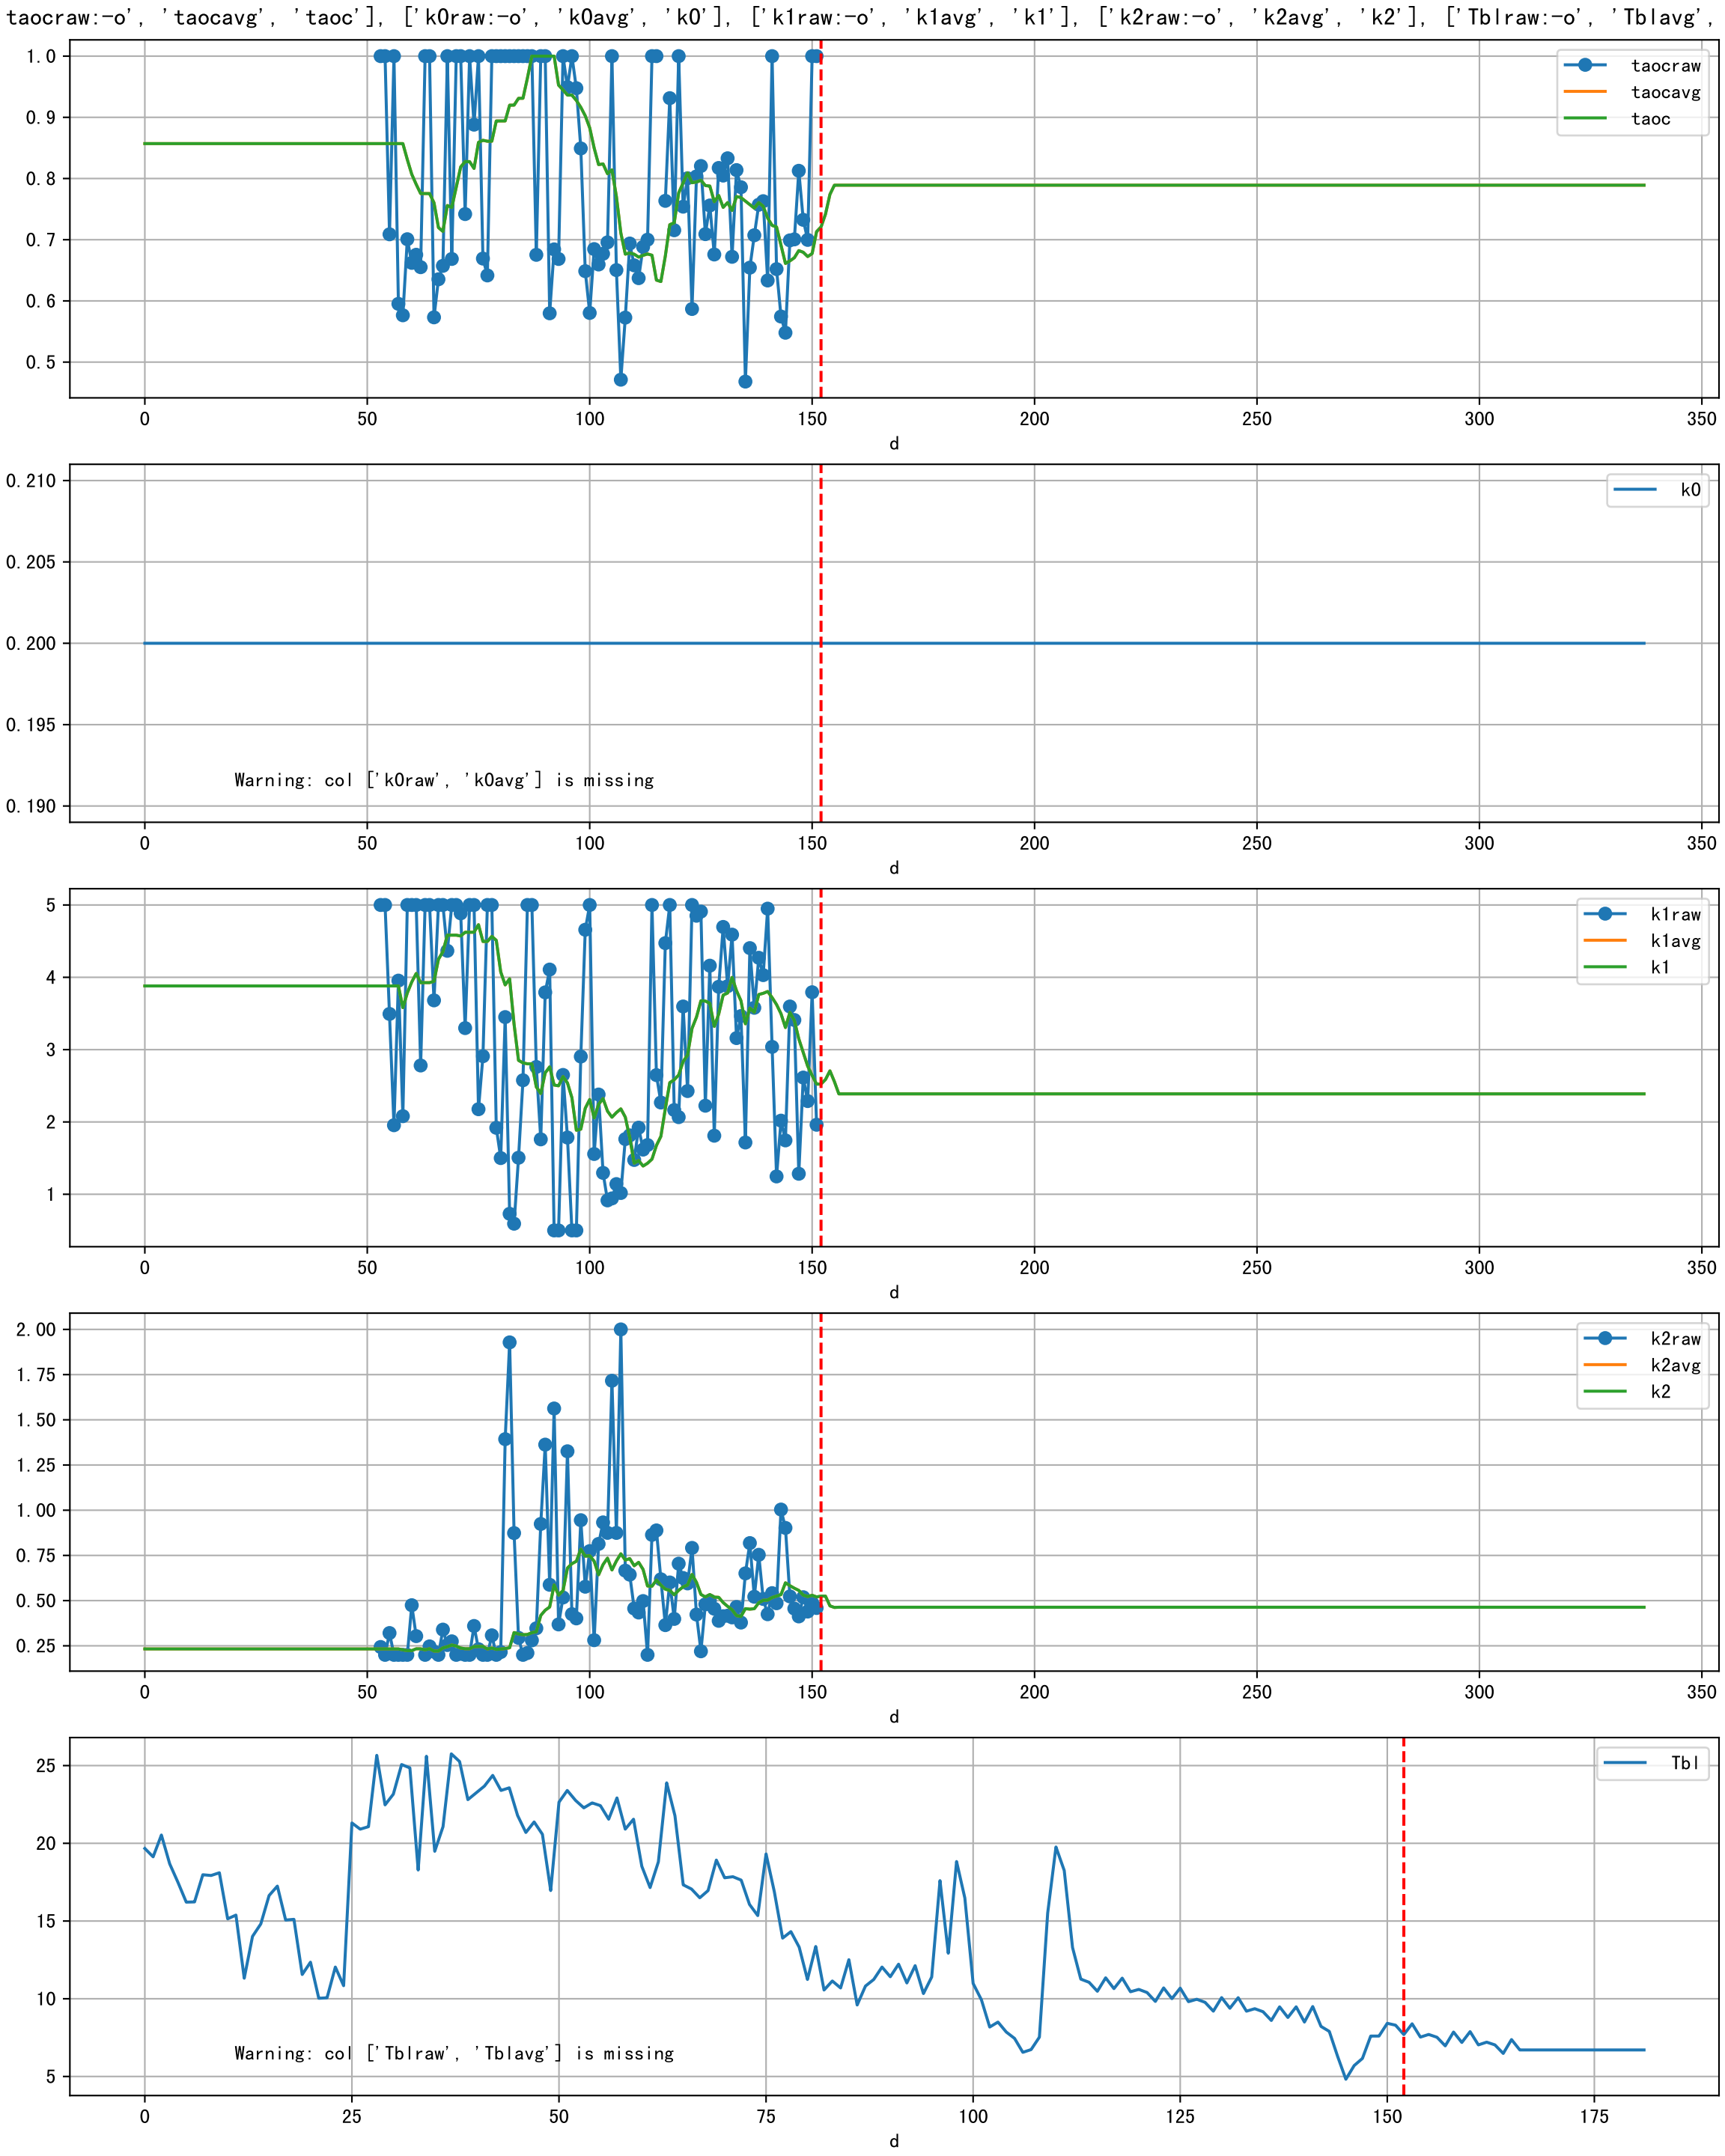 taocraw:-o', 'taocavg', 'taoc'], ['k0raw:-o', 'k0avg', 'k0'], ['k1raw:-o', 'k1avg', 'k1'], ['k2raw:-o', 'k2avg', 'k2'], ['Tblraw:-o', 'Tblavg',
1.0
0.9
0.8
0.7
0.6
0.5
taocraw
taocavg
taoc
0 50 100 150 200 250 300 350
d
0.210
0.205
0.200
0.195
0.190
k0
Warning: col ['k0raw', 'k0avg'] is missing
0 50 100 150 200 250 300 350
d
5
4
3
2
1
k1raw
k1avg
k1
0 50 100 150 200 250 300 350
d
2.00
1.75
1.50
1.25
1.00
0.75
0.50
0.25
k2raw
k2avg
k2
0 50 100 150 200 250 300 350
d
25
20
15
10
5
Tbl
Warning: col ['Tblraw', 'Tblavg'] is missing
0 25 50 75 100 125 150 175
d